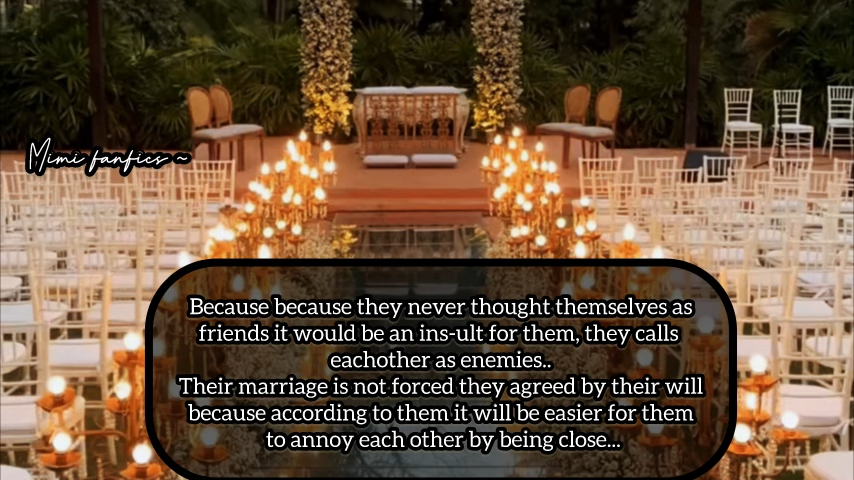 Mimi fanfics ~
Because because they never thought themselves as
friends it would be an ins-ult for them, they calls
eachother as enemies..
Their marriage is not forced they agreed by their will
because according to them it will be easier for them
to annoy each other by being close...